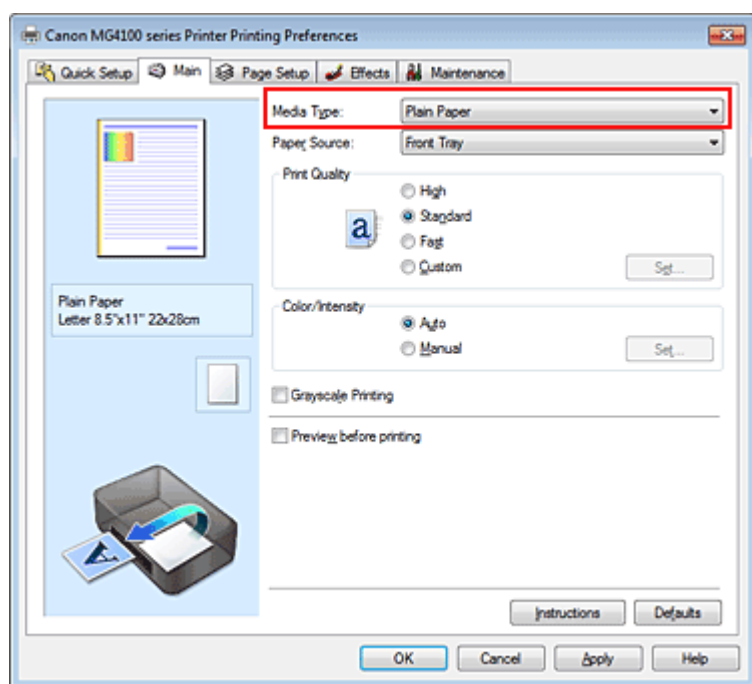 Canon MG4100 series Printer Printing Preferences
Quick Setup Main Page Setup Effects Maintenance
Media Type: Plain Paper
Paper Source: Front Tray
Print Quality
High
a Standard
Fast
Custom Set...
Plain Paper
Letter 8.5"x11" 22x28cm
Color/Intensity
Auto
Manual Set...
Grayscale Printing
Preview before printing
A
Instructions Defaults
OK Cancel Apply Help